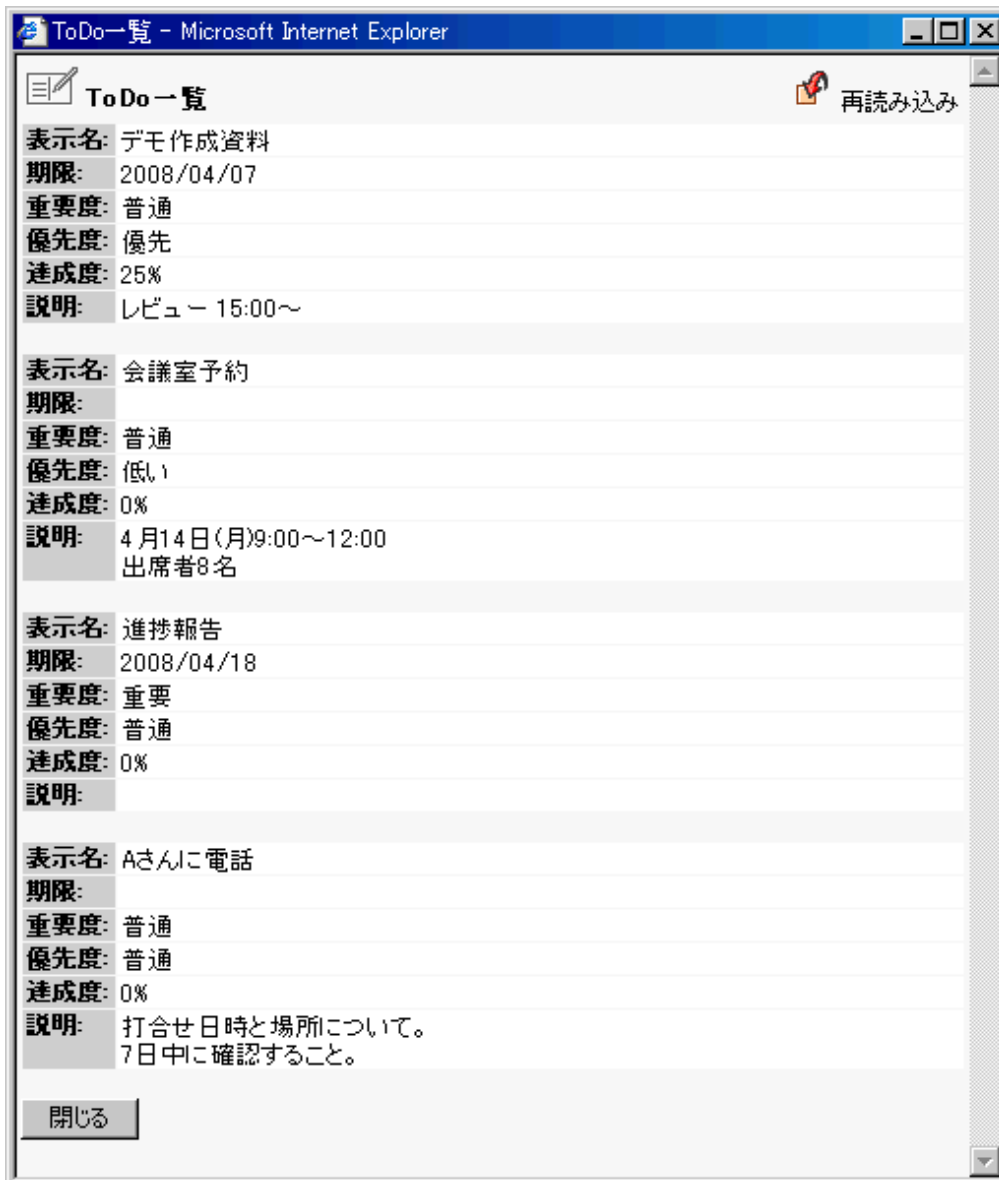 ToDo一覧 - Microsoft Internet Explorer
ToDo一覧 再読み込み
表示名: デモ作成資料
期限: 2008/04/07
重要度: 普通
優先度: 優先
達成度: 25%
説明: レビュー 15:00～
表示名: 会議室予約
期限:
重要度: 普通
優先度: 低い
達成度: 0%
説明: 4月14日(月)9:00～12:00
出席者8名
表示名: 進捗報告
期限: 2008/04/18
重要度: 重要
優先度: 普通
達成度: 0%
説明:
表示名: Aさんに電話
期限:
重要度: 普通
優先度: 普通
達成度: 0%
説明: 打合せ日時と場所について。
7日中に確認すること。
閉じる